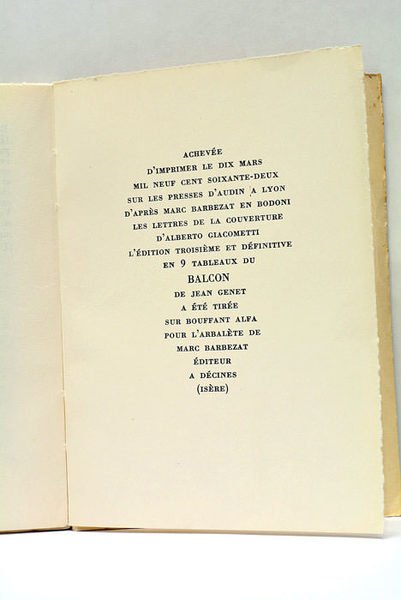 ACHEVÉE
D'IMPRIMER LE DIX MARS
MIL NEUF CENT SOIXANTE-DEUX
SUR LES PRESSES D'AUDIN A LYON
D'APRÈS MARC BARBEZAT EN BODONI
LES LETTRES DE LA COUVERTURE
D'ALBERTO GIACOMETTI
L'ÉDITION TROISIÈME ET DÉFINITIVE
EN 9 TABLEAUX DU
BALCON
DE JEAN GENET
A ÉTÉ TIRÉE
SUR BOUFFANT ALFA
POUR L'ARBALÈTE DE
MARC BARBEZAT
ÉDITEUR
A DÉCINES
(ISÈRE)